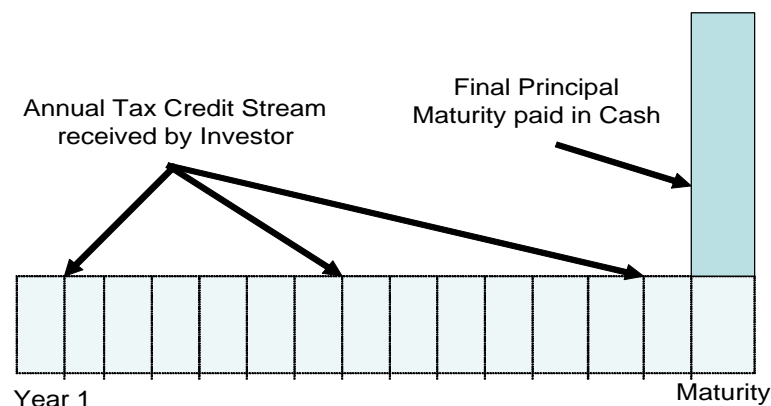 Annual Tax Credit Stream
received by Investor
Final Principal
Maturity paid in Cash
Year 1
Maturity